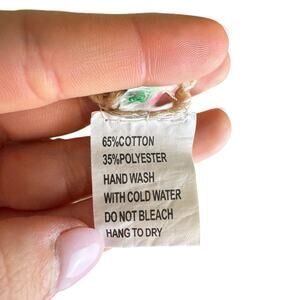 65%COTTON
35%POLYESTER
HAND WASH
WITH COLD WATER
DO NOT BLEACH
HANG TO DRY